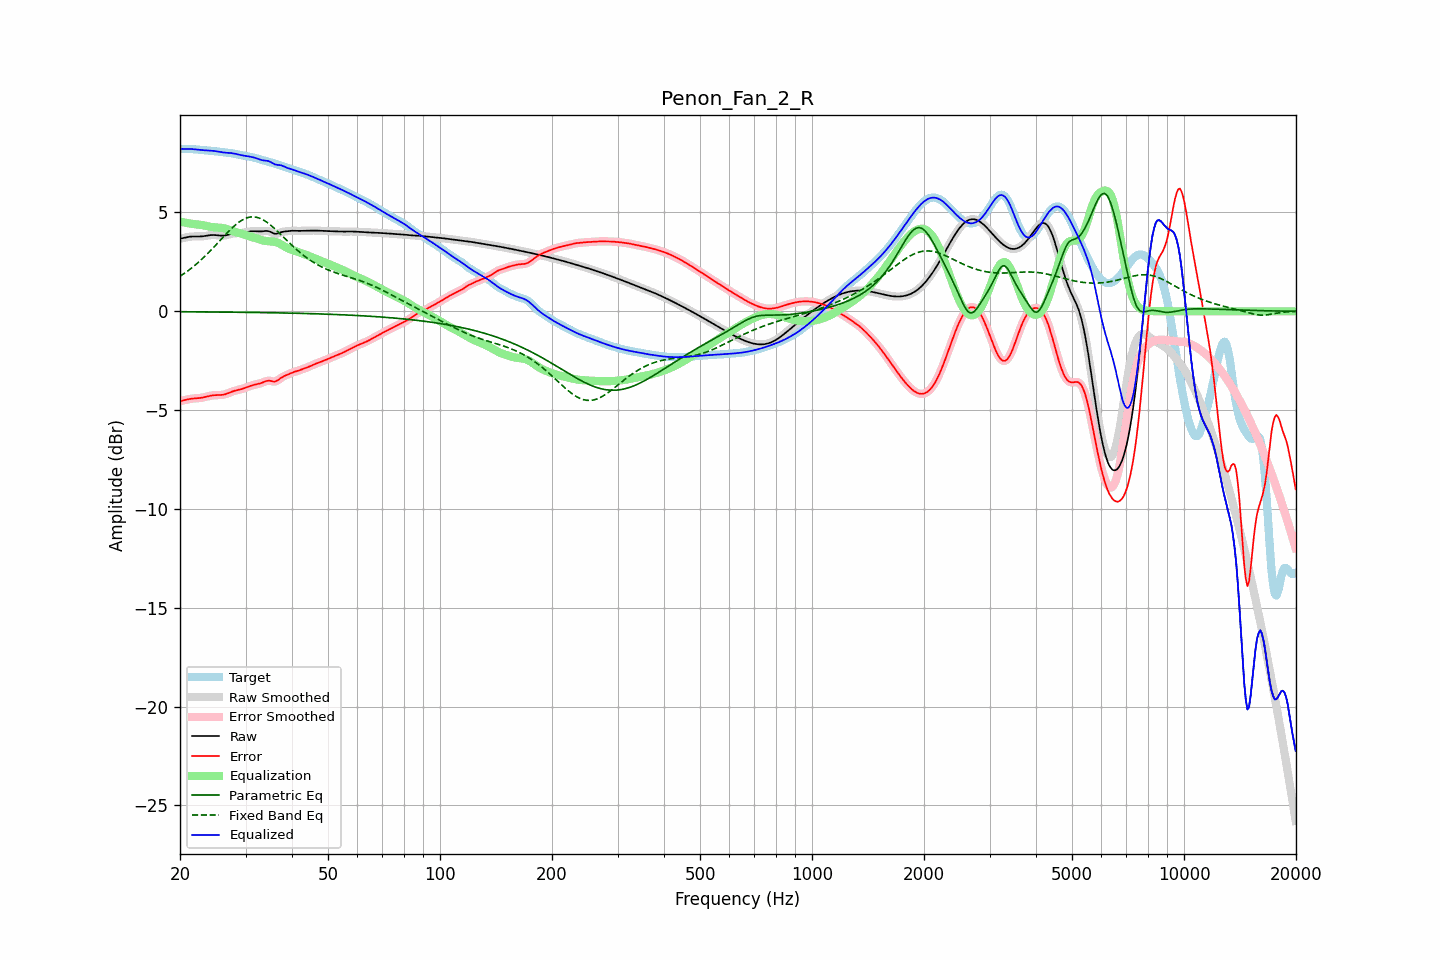 Penon_Fan_2_R
Amplitude (dBr)
5
0
−5
−10
−15
−20
−25
Target
Raw Smoothed
Error Smoothed
Raw
Error
Equalization
Parametric Eq
Fixed Band Eq
Equalized
20 50 100 200 500 1000 2000 5000 10000 20000
Frequency (Hz)